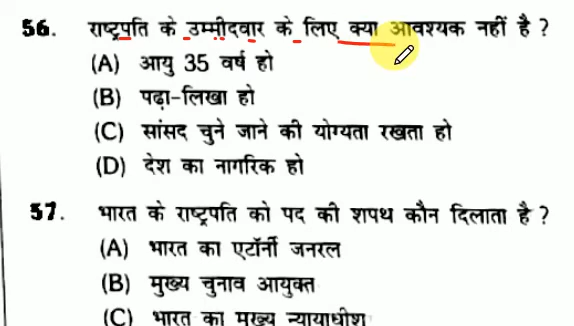 56. राष्ट्रपति के उम्मीदवार के लिए क्या आवश्यक नहीं है ?
(A) आयु 35 वर्ष हो
(B) पढ़ा-लिखा हो
(C) सांसद चुने जाने की योग्यता रखता हो
(D) देश का नागरिक हो
57. भारत के राष्ट्रपति को पद की शपथ कौन दिलाता है ?
(A) भारत का एटॉर्नी जनरल
(B) मुख्य चुनाव आयुक्त
(C) भारत का मुख्य न्यायाधीश